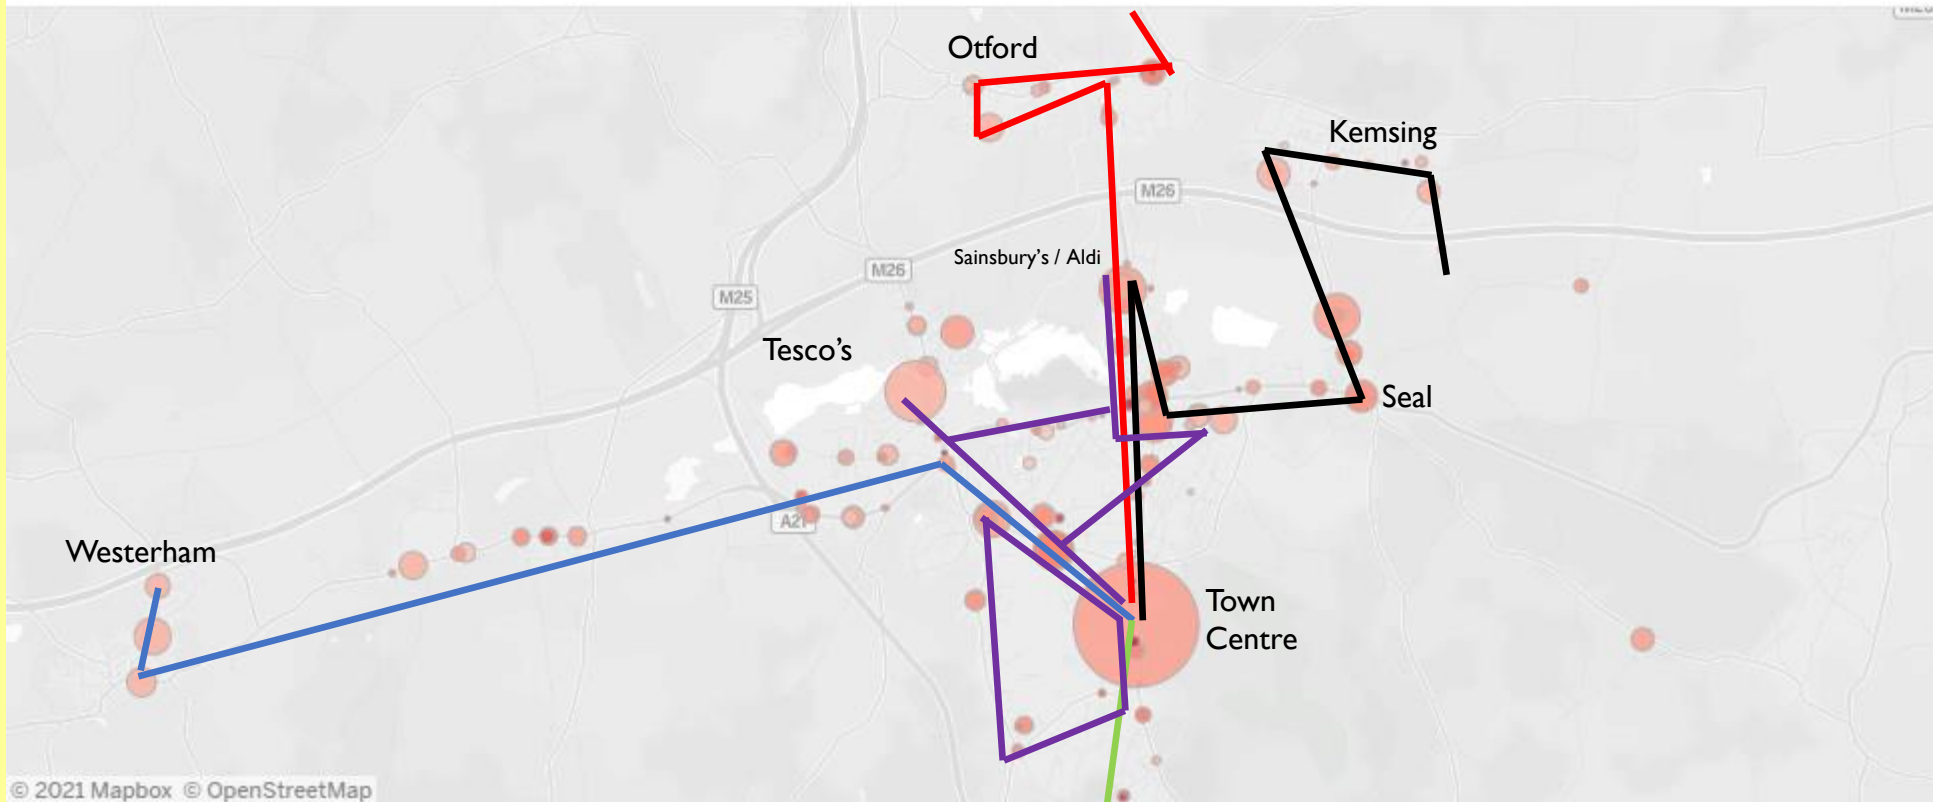 Otford
Kemsing
M26
Sainsbury's / Aldi
M26
M25
Tesco's
Seal
A21
Westerham
Town
Centre
© 2021 Mapbox © OpenStreetMap